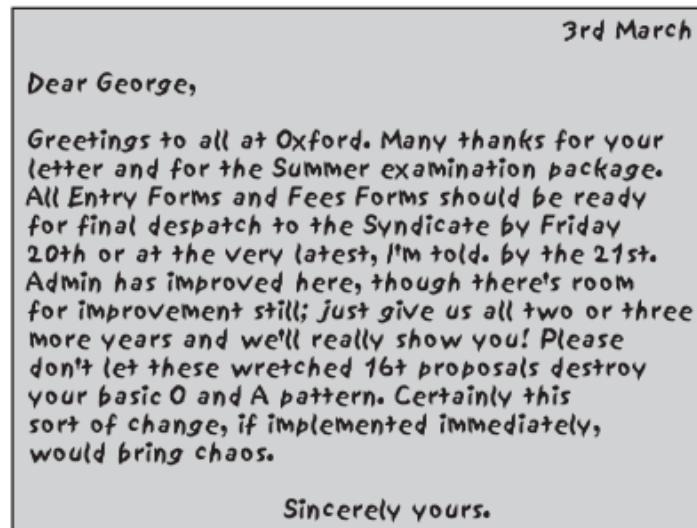 3rd March
Dear George,
Greetings to all at Oxford. Many thanks for your
letter and for the Summer examination package.
All Entry Forms and Fees Forms should be ready
for final despatch to the Syndicate by Friday
20th or at the very latest, I'm told. by the 21st.
Admin has improved here, though there's room
for improvement still; just give us all two or three
more years and we'll really show you! Please
don't let these wretched 16t proposals destroy
your basic O and A pattern. Certainly this
sort of change, if implemented immediately,
would bring chaos.
Sincerely yours.